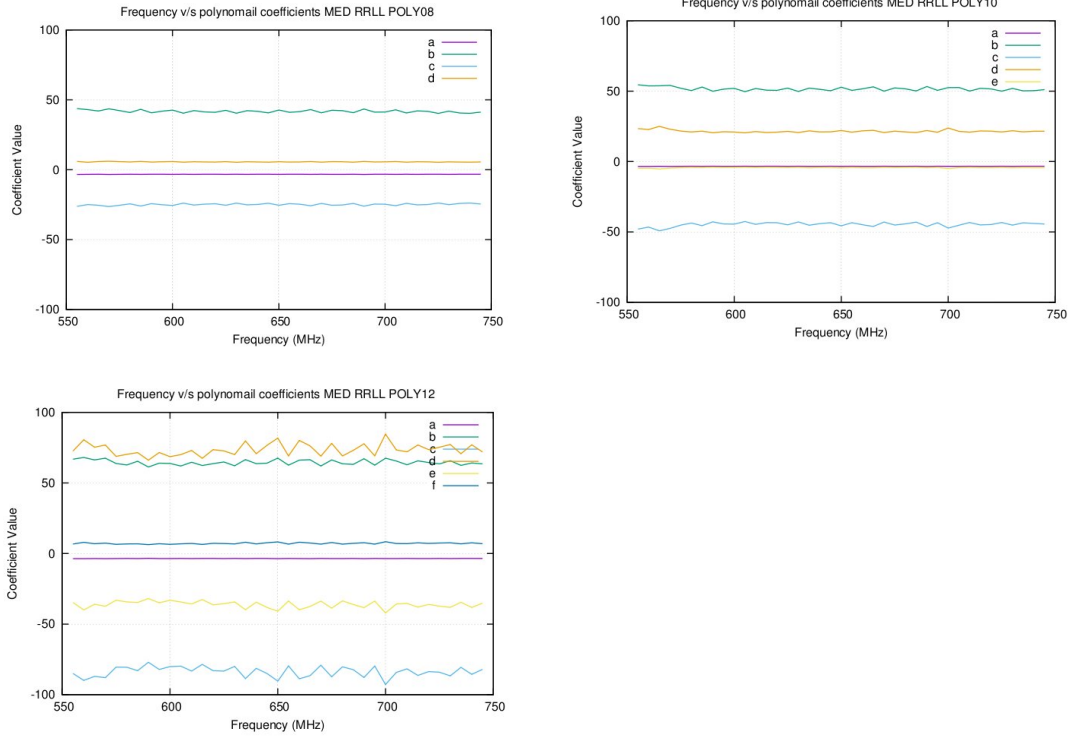 Frequency v/s polynomail coefficients MED RRLL POLY08
100
50
0
-50
-100
Coefficient Value
a
b
c
d
550 600 650 700 750
Frequency (MHz)
Frequency v/s polynomail coefficients MED RRLL POLY10
100
50
0
-50
-100
Coefficient Value
a
b
c
d
e
550 600 650 700 750
Frequency (MHz)
Frequency v/s polynomail coefficients MED RRLL POLY12
100
50
0
-50
-100
Coefficient Value
a
b
c
d
e
f
550 600 650 700 750
Frequency (MHz)